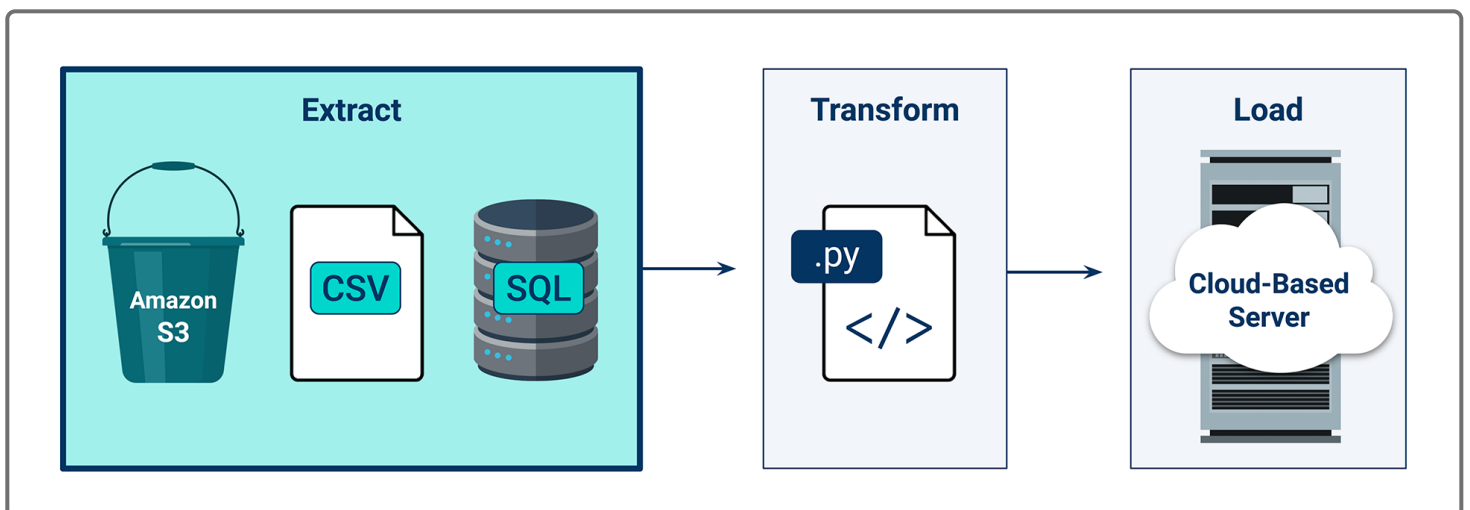 Extract
Amazon
S3
CSV
SQL
Transform
.py
</>
Load
Cloud-Based
Server